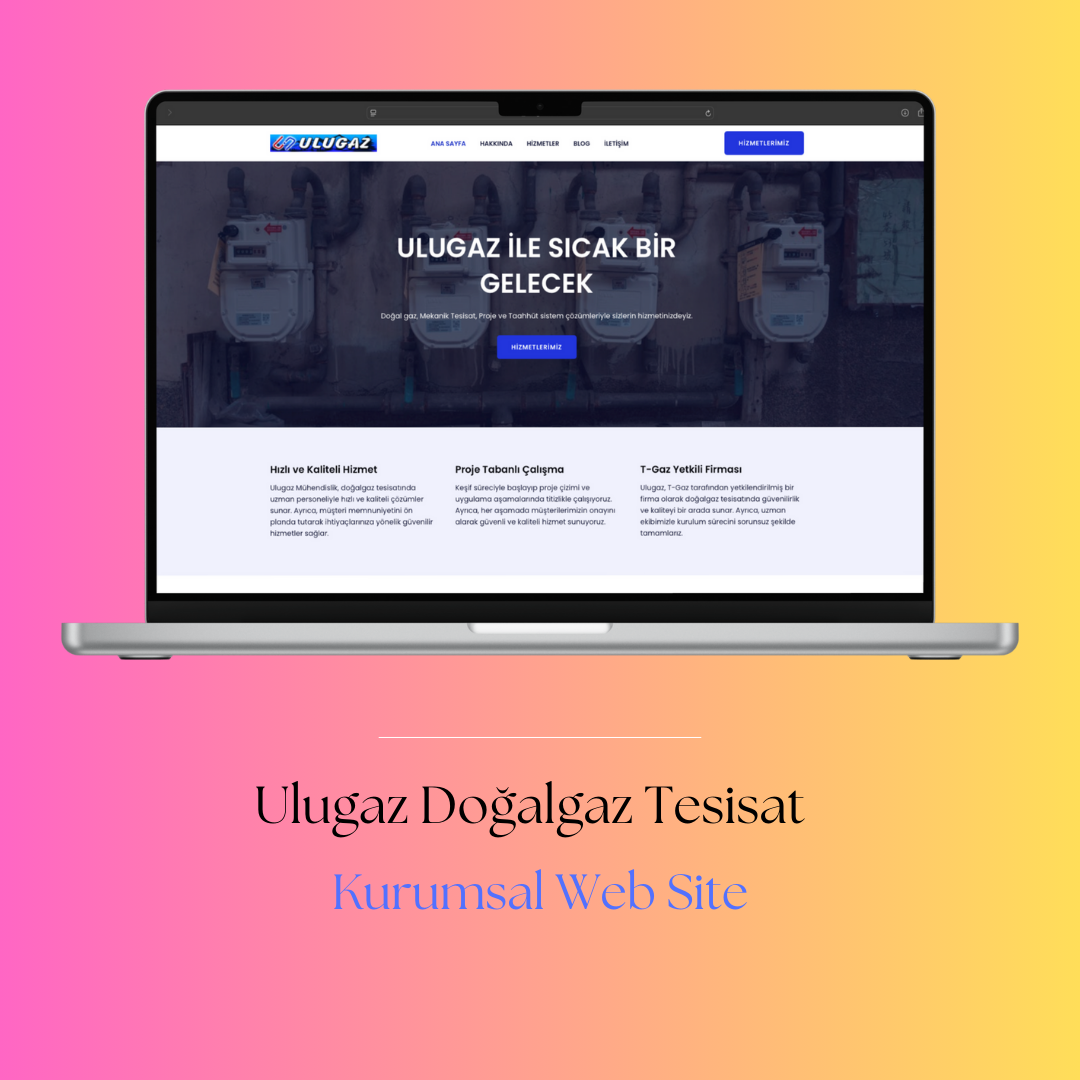 ULUGAZ
ANA SAYFA HAKKINDA HİZMETLER BLOG İLETİŞİM
HİZMETLERİMİZ
ULUGAZ İLE SICAK BİR
GELECEK
Doğal gaz, Mekanik Tesisat, Proje ve Taahhüt sistem çözümleriyle sizlerin hizmetinizdeyiz.
HİZMETLERİMİZ
Hızlı ve Kaliteli Hizmet
Ulugaz Mühendislik, doğalgaz tesisatında
uzman personeliyle hızlı ve kaliteli çözümler
sunar. Ayrıca, müşteri memnuniyetini ön
planda tutarak ihtiyaçlarınıza yönelik güvenilir
hizmetler sağlar.
Proje Tabanlı Çalışma
Keşif süreciyle başlayıp proje çizimi ve
uygulama aşamalarında titizlikle çalışıyoruz.
Ayrıca, her aşamada müşterilerimizin onayını
alarak güvenli ve kaliteli hizmet sunuyoruz.
T-Gaz Yetkili Firması
Ulugaz, T-Gaz tarafından yetkilendirilmiş bir
firma olarak doğalgaz tesisatında güvenilirlik
ve kaliteyi bir arada sunar. Ayrıca, uzman
ekibimizle kurulum sürecini sorunsuz şekilde
tamamlarız.
Ulugaz Doğalgaz Tesisat
Kurumsal Web Site